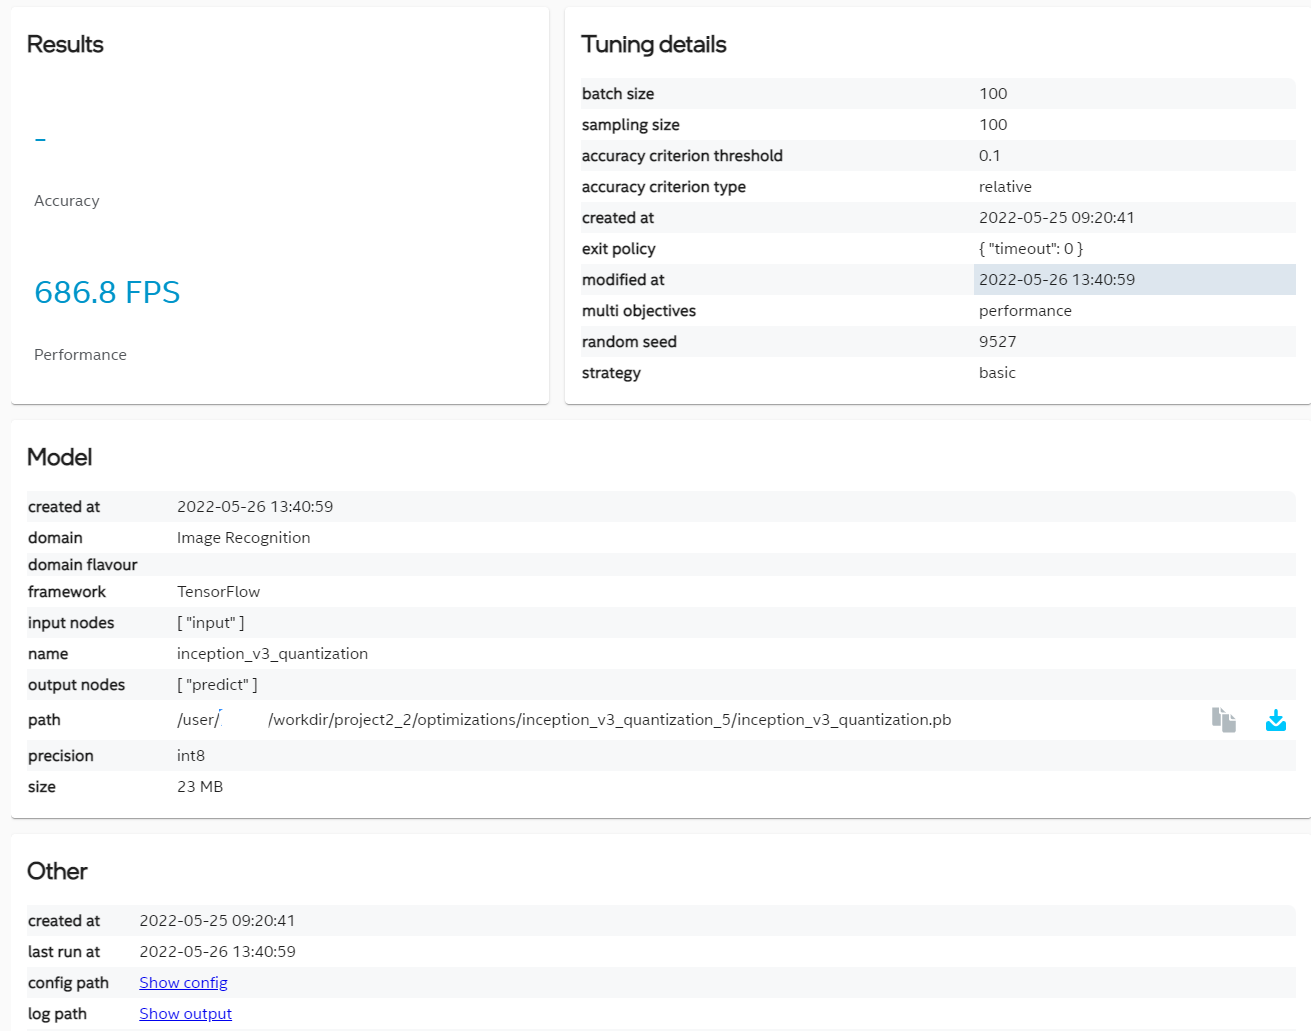 Results
-
Accuracy
686.8 FPS
Performance
Tuning details
batch size 100
sampling size 100
accuracy criterion threshold 0.1
accuracy criterion type relative
created at 2022-05-25 09:20:41
exit policy { "timeout": 0 }
modified at 2022-05-26 13:40:59
multi objectives performance
random seed 9527
strategy basic
Model
created at 2022-05-26 13:40:59
domain Image Recognition
domain flavour
framework TensorFlow
input nodes [ "input" ]
name inception_v3_quantization
output nodes [ "predict" ]
path /user/ /workdir/project2_2/optimizations/inception_v3_quantization_5/inception_v3_quantization.pb
precision int8
size 23 MB
Other
created at 2022-05-25 09:20:41
last run at 2022-05-26 13:40:59
config path Show config
log path Show output